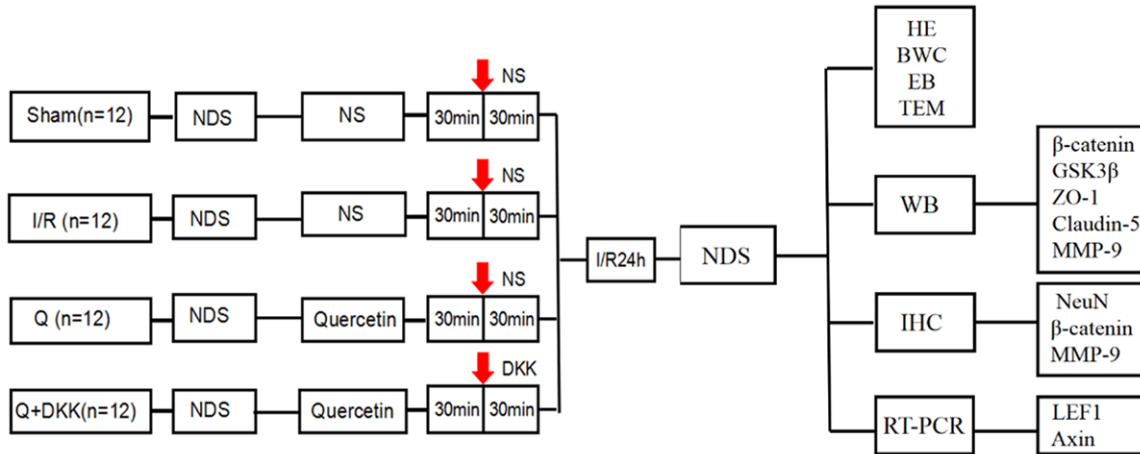 NS
Sham(n=12)
NDS
NS
30min
30min
NS
I/R (n=12)
NDS
NS
30min
30min
NS
Q (n=12)
NDS
Quercetin
30min
30min
DKK
Q+DKK(n=12)
NDS
Quercetin
30min
30min
I/R24h
NDS
HE
BWC
EB
TEM
WB
β-catenin
GSK3β
ZO-1
Claudin-5
MMP-9
IHC
NeuN
β-catenin
MMP-9
RT-PCR
LEF1
Axin